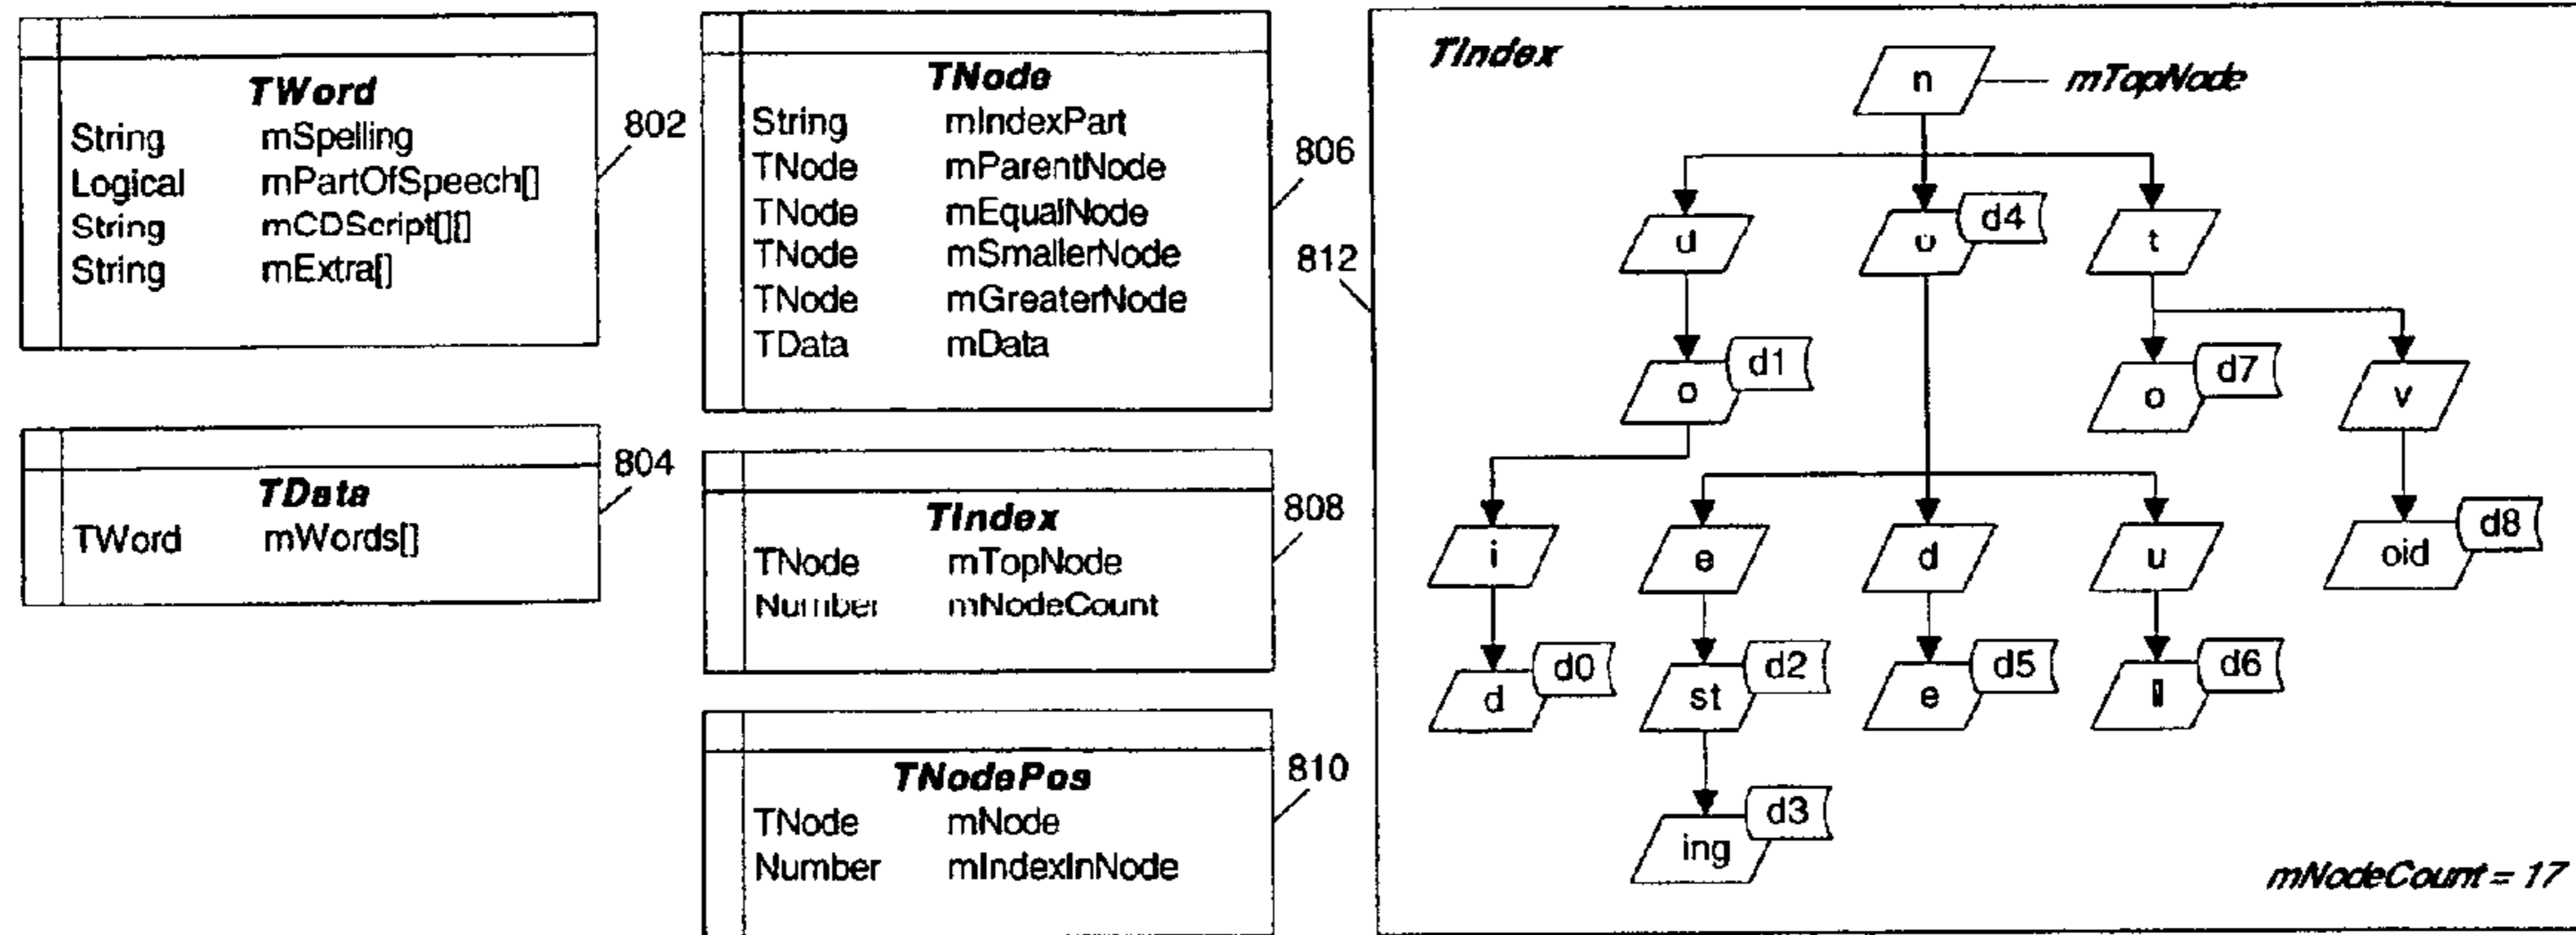 TWord
String mSpelling
Logical mPartOfSpeech[]
String mCDScript[][]
String mExtra[]
802
TData
TWord mWords[]
804
TNode
String mIndexPart
TNode mParentNode
TNode mEqualNode
TNode mSmallerNode
TNode mGreaterNode
TData mData
806
TIndex
TNode mTopNode
Number mNodeCount
808
TNodePos
TNode mNode
Number mIndexInNode
810
812
TIndex
n mTopNode
d o d4 t
o d1 o d7 v
i e d u oid d8
d d0 st d2 e d5 ll d6
ing d3
mNodeCount = 17